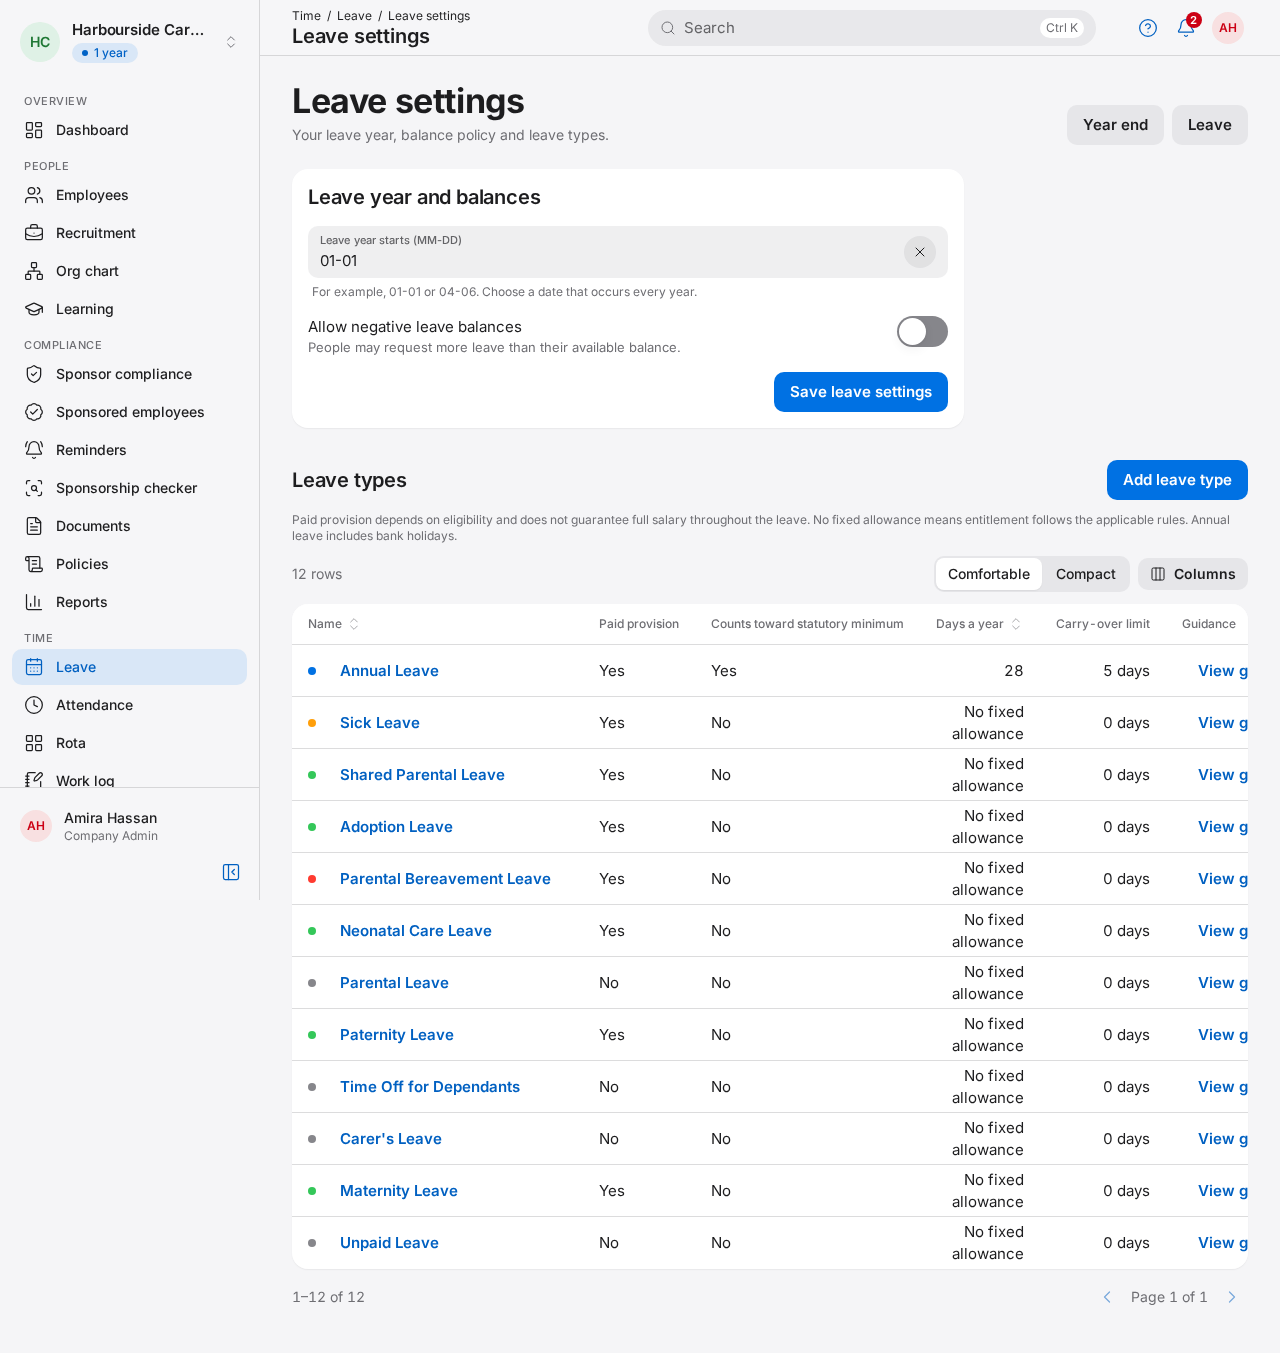 HC
Harbourside Car...
1 year
OVERVIEW
Dashboard
PEOPLE
Employees
Recruitment
Org chart
Learning
COMPLIANCE
Sponsor compliance
Sponsored employees
Reminders
Sponsorship checker
Documents
Policies
Reports
TIME
Leave
Attendance
Rota
Work log
AH
Amira Hassan
Company Admin
Time / Leave / Leave settings
Leave settings
Search
Ctrl K
2
AH
Leave settings
Your leave year, balance policy and leave types.
Year end
Leave
Leave year and balances
Leave year starts (MM-DD)
01-01
For example, 01-01 or 04-06. Choose a date that occurs every year.
Allow negative leave balances
People may request more leave than their available balance.
Save leave settings
Leave types
Add leave type
Paid provision depends on eligibility and does not guarantee full salary throughout the leave. No fixed allowance means entitlement follows the applicable rules. Annual
leave includes bank holidays.
12 rows
Comfortable
Compact
Columns
Name Paid provision Counts toward statutory minimum Days a year Carry-over limit Guidance
Annual Leave Yes Yes 28 5 days View g
Sick Leave Yes No No fixed allowance 0 days View g
Shared Parental Leave Yes No No fixed allowance 0 days View g
Adoption Leave Yes No No fixed allowance 0 days View g
Parental Bereavement Leave Yes No No fixed allowance 0 days View g
Neonatal Care Leave Yes No No fixed allowance 0 days View g
Parental Leave No No No fixed allowance 0 days View g
Paternity Leave Yes No No fixed allowance 0 days View g
Time Off for Dependants No No No fixed allowance 0 days View g
Carer's Leave No No No fixed allowance 0 days View g
Maternity Leave Yes No No fixed allowance 0 days View g
Unpaid Leave No No No fixed allowance 0 days View g
1–12 of 12
Page 1 of 1